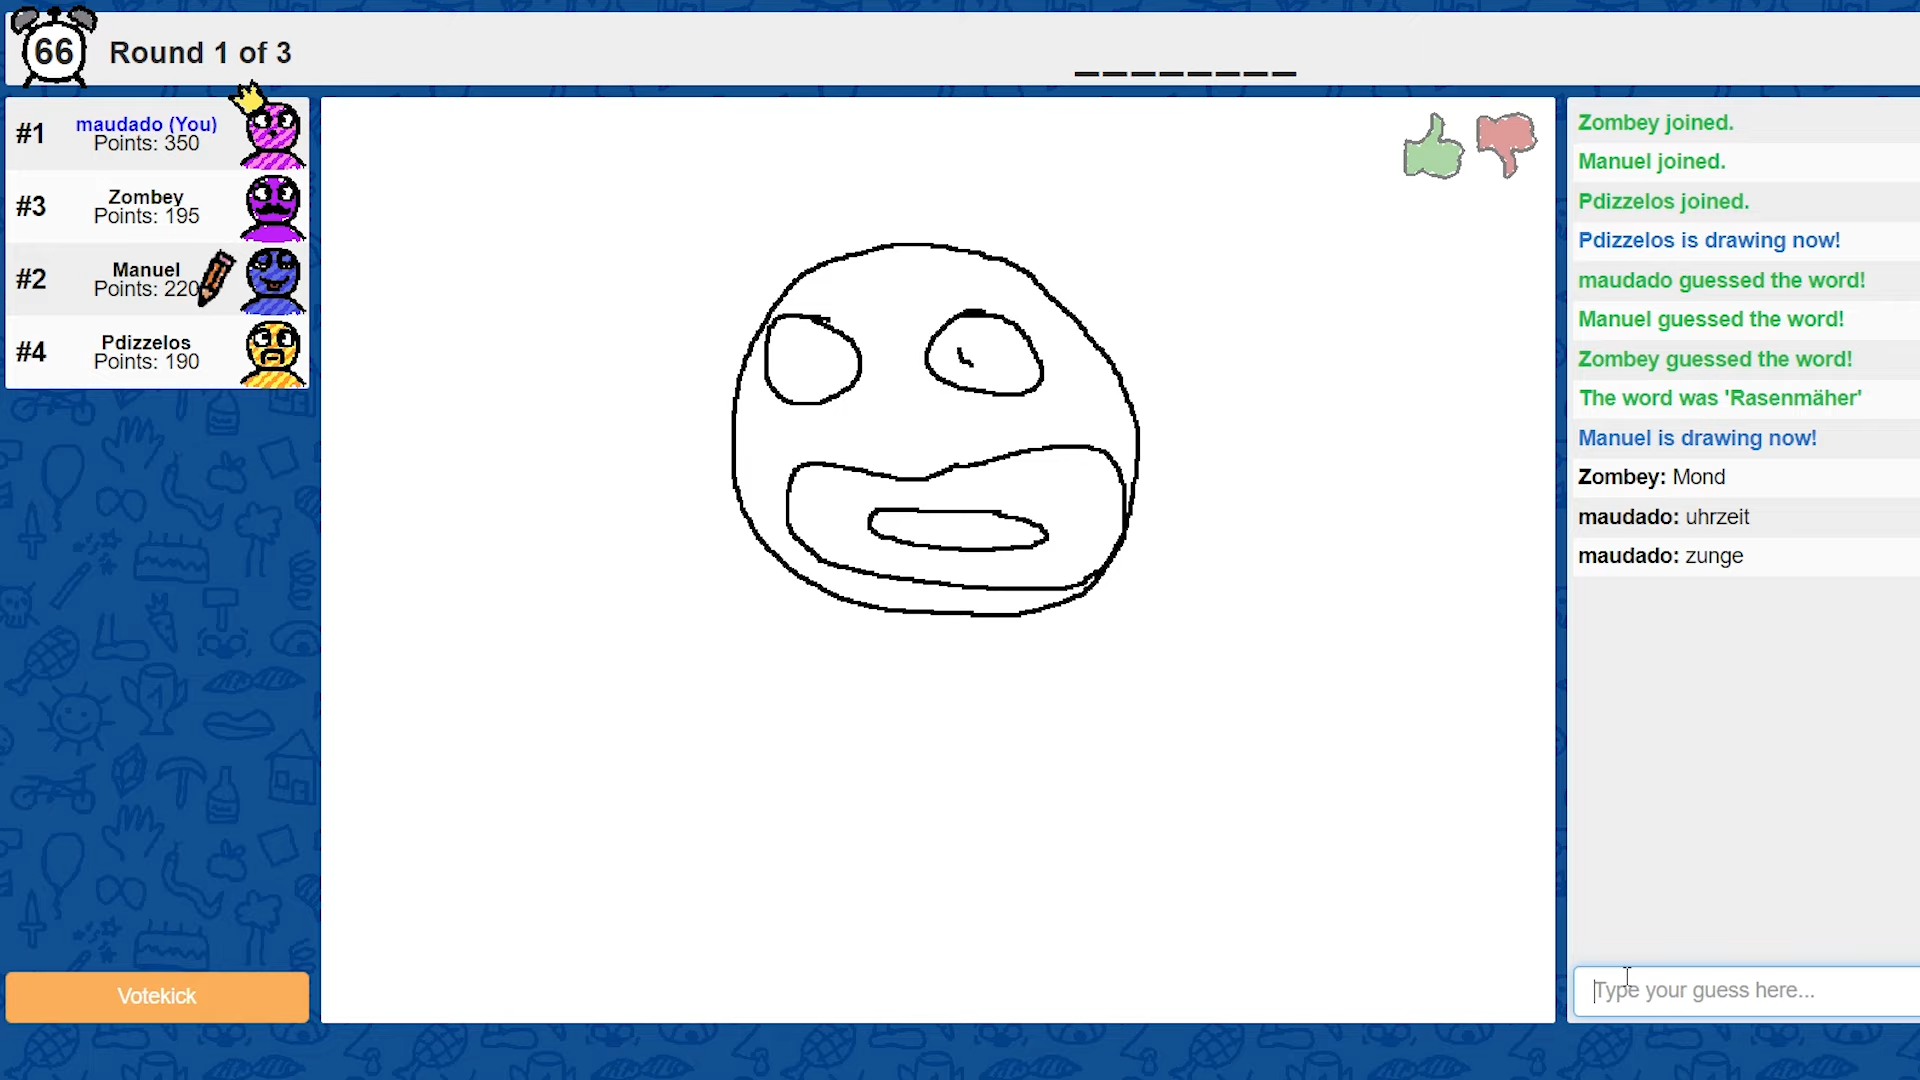 66
Round 1 of 3
________
#1
maudado (You)
Points: 350
#3
Zombey
Points: 195
#2
Manuel
Points: 220
#4
Pdizzelos
Points: 190
Zombey joined.
Manuel joined.
Pdizzelos joined.
Pdizzelos is drawing now!
maudado guessed the word!
Manuel guessed the word!
Zombey guessed the word!
The word was 'Rasenmäher'
Manuel is drawing now!
Zombey: Mond
maudado: uhrzeit
maudado: zunge
Type your guess here...
Votekick